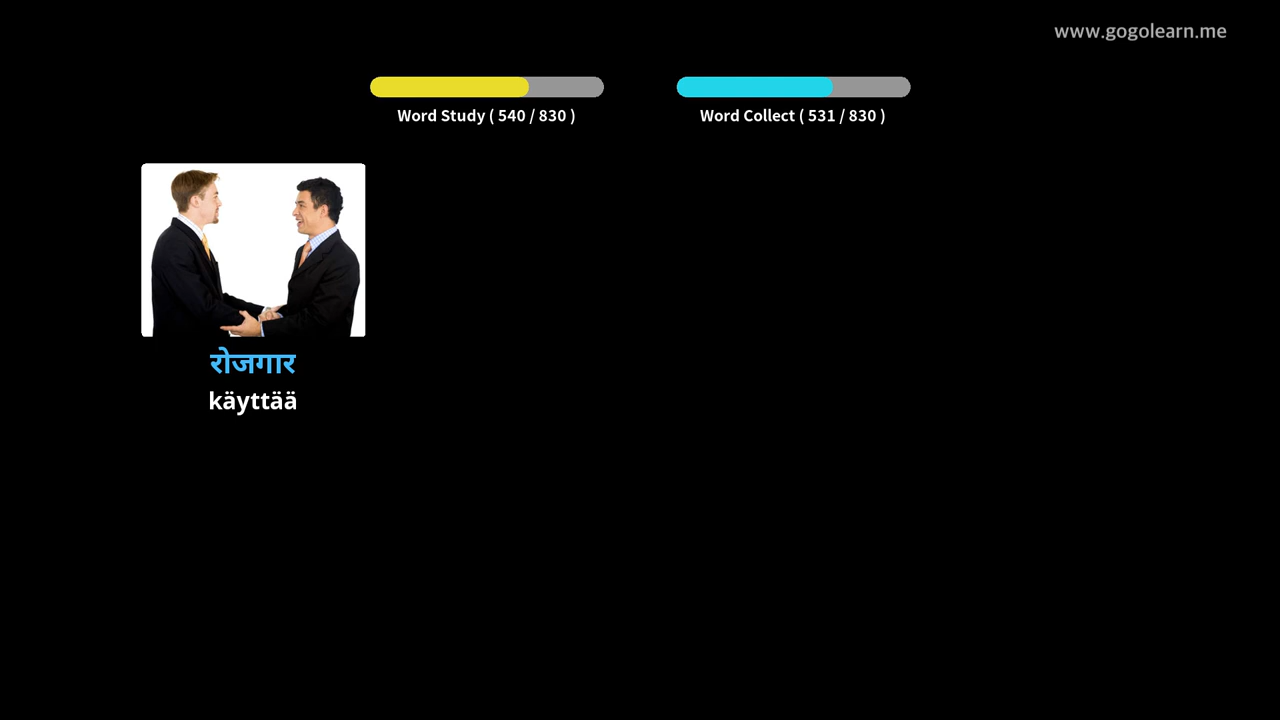 www.gogolearn.me
Word Study ( 540 / 830 )
Word Collect ( 531 / 830 )
रोजगार
käyttää